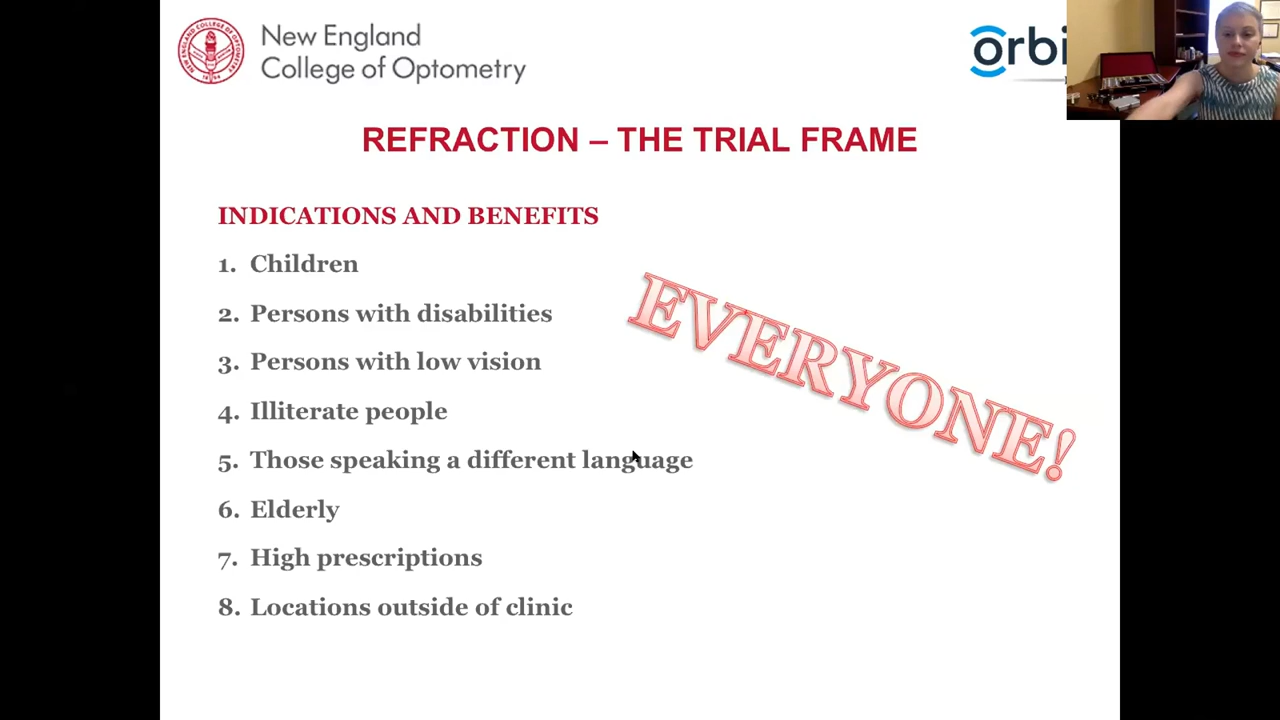 New England
College of Optometry
orbi
REFRACTION – THE TRIAL FRAME
INDICATIONS AND BENEFITS
1. Children
2. Persons with disabilities
3. Persons with low vision
4. Illiterate people
5. Those speaking a different language
6. Elderly
7. High prescriptions
8. Locations outside of clinic
EVERYONE!